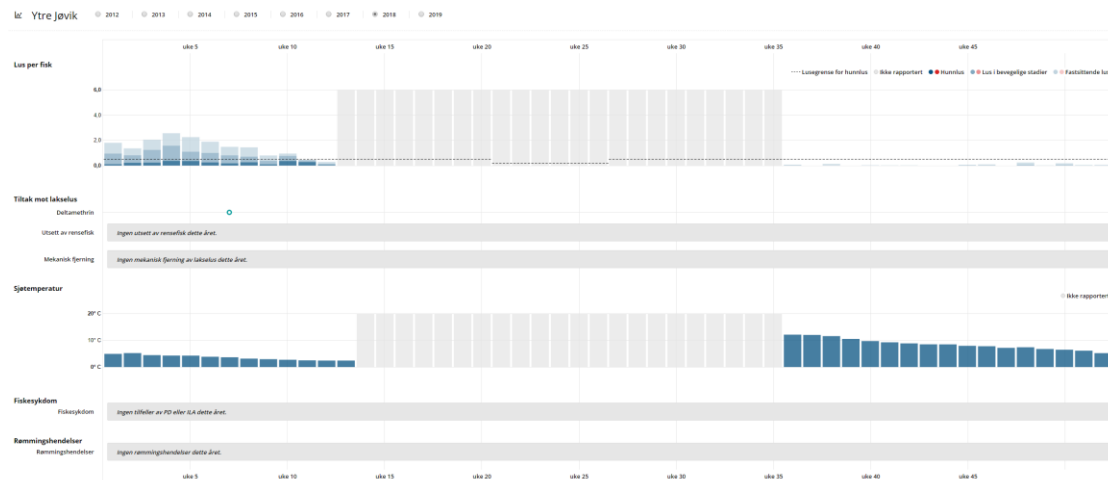 Ytre Jøvik 2012 2013 2014 2015 2016 2017 2018 2019
uke 5 uke 10 uke 15 uke 20 uke 25 uke 30 uke 35 uke 40 uke 45
Lus per fisk
Lusegrense for hunnlus Ikke rapportert Hunnlus Lus i bevegelige stadier Fastsittende lus
6,0
4,0
2,0
0,0
Tiltak mot lakselus
Deltamethrin
Utsett av rensefisk Ingen utsett av rensefisk dette året.
Mekanisk fjerning Ingen mekanisk fjerning av lakselus dette året.
Sjøtemperatur
Ikke rapportert
20° C
10° C
0° C
Fiskesykdom
Fiskesykdom Ingen tilfeller av PD eller ILA dette året.
Rømmingshendelser
Rømmingshendelser Ingen rømmingshendelser dette året.
uke 5 uke 10 uke 15 uke 20 uke 25 uke 30 uke 35 uke 40 uke 45